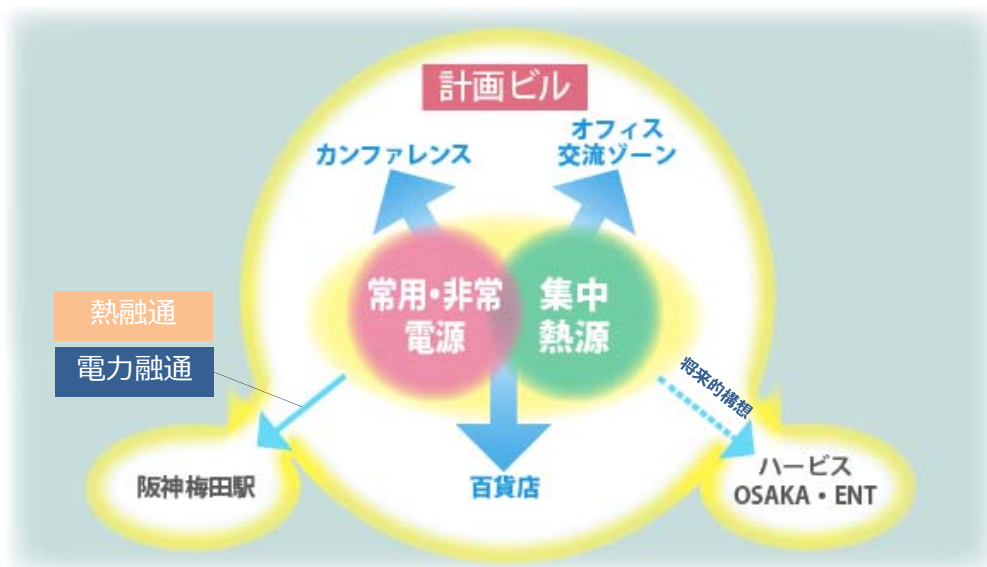 計画ビル
カンファレンス
オフィス
交流ゾーン
常用・非常
電源
集中
熱源
熱融通
電力融通
将来的構想
阪神梅田駅
百貨店
ハービス
OSAKA・ENT